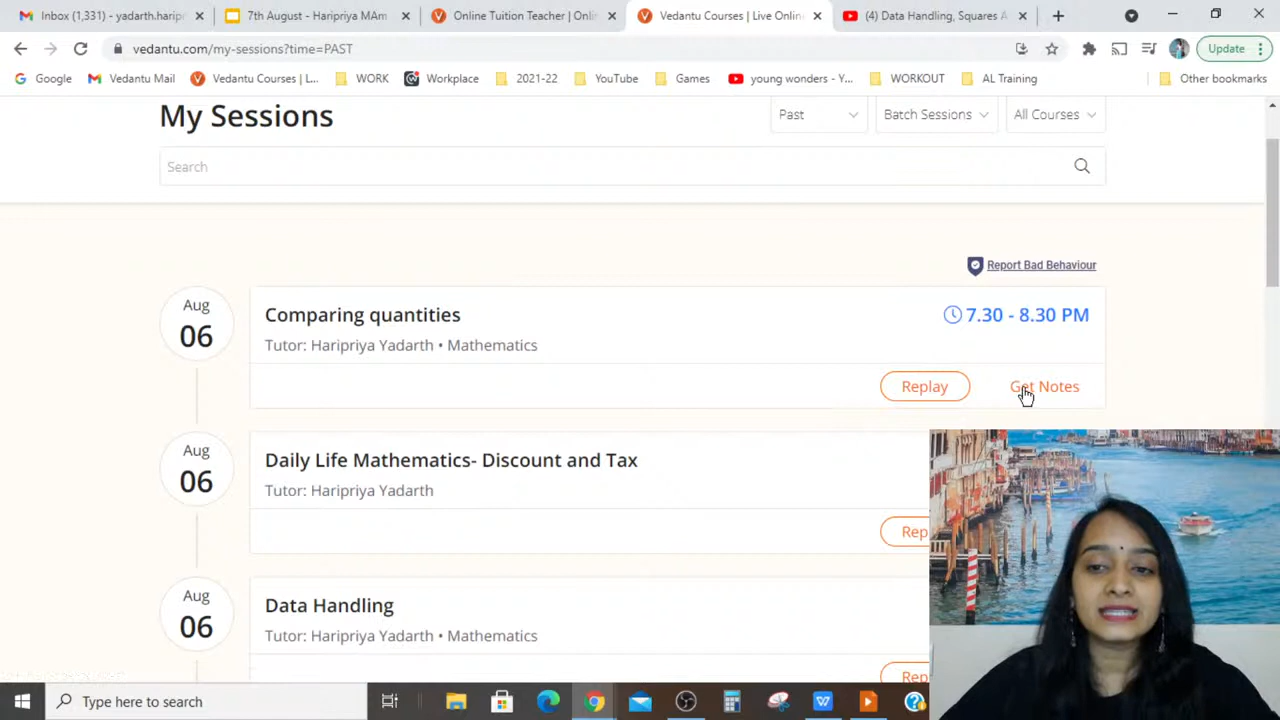 Inbox (1,331) - yadarth.haripr
7th August - Haripriya MAm
Online Tuition Teacher | Onli
Vedantu Courses | Live Onlin
(4) Data Handling, Squares A
vedantu.com/my-sessions?time=PAST
Update
Google
Vedantu Mail
Vedantu Courses | L...
WORK
Workplace
2021-22
YouTube
Games
young wonders - Y...
WORKOUT
AL Training
Other bookmarks
My Sessions
Past
Batch Sessions
All Courses
Search
Report Bad Behaviour
Aug
06
Comparing quantities
7.30 - 8.30 PM
Tutor: Haripriya Yadarth • Mathematics
Replay
Get Notes
Aug
06
Daily Life Mathematics- Discount and Tax
Tutor: Haripriya Yadarth
Rep
Aug
06
Data Handling
Tutor: Haripriya Yadarth • Mathematics
Rep
Type here to search